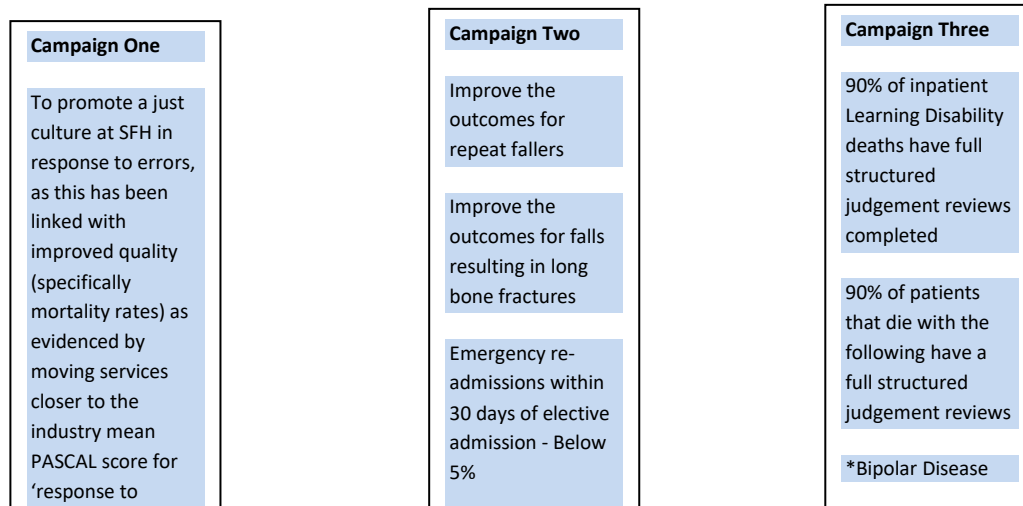 Campaign One
To promote a just
culture at SFH in
response to errors,
as this has been
linked with
improved quality
(specifically
mortality rates) as
evidenced by
moving services
closer to the
industry mean
PASCAL score for
‘response to
Campaign Two
Improve the
outcomes for
repeat fallers
Improve the
outcomes for falls
resulting in long
bone fractures
Emergency re-
admissions within
30 days of elective
admission - Below
5%
Campaign Three
90% of inpatient
Learning Disability
deaths have full
structured
judgement reviews
completed
90% of patients
that die with the
following have a
full structured
judgement reviews
*Bipolar Disease